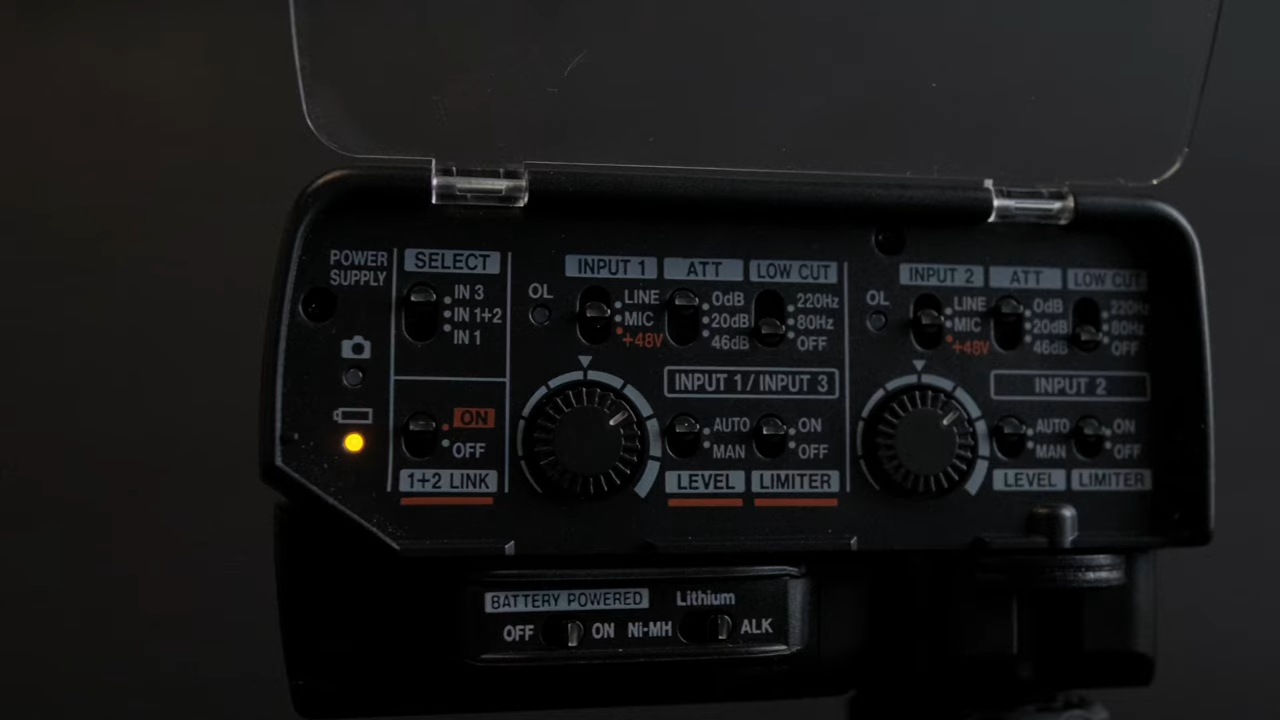 POWER
SUPPLY
SELECT
IN 3
IN 1+2
IN 1
ON
OFF
1+2 LINK
OL
INPUT 1
LINE
MIC
+48V
ATT
0dB
20dB
46dB
LOW CUT
220Hz
80Hz
OFF
INPUT 1 / INPUT 3
AUTO
MAN
LEVEL
ON
OFF
LIMITER
OL
INPUT 2
LINE
MIC
+48V
ATT
0dB
20dB
46dB
LOW CUT
220Hz
80Hz
OFF
INPUT 2
AUTO
MAN
LEVEL
ON
OFF
LIMITER
BATTERY POWERED
OFF
ON
Lithium
Ni-MH
ALK